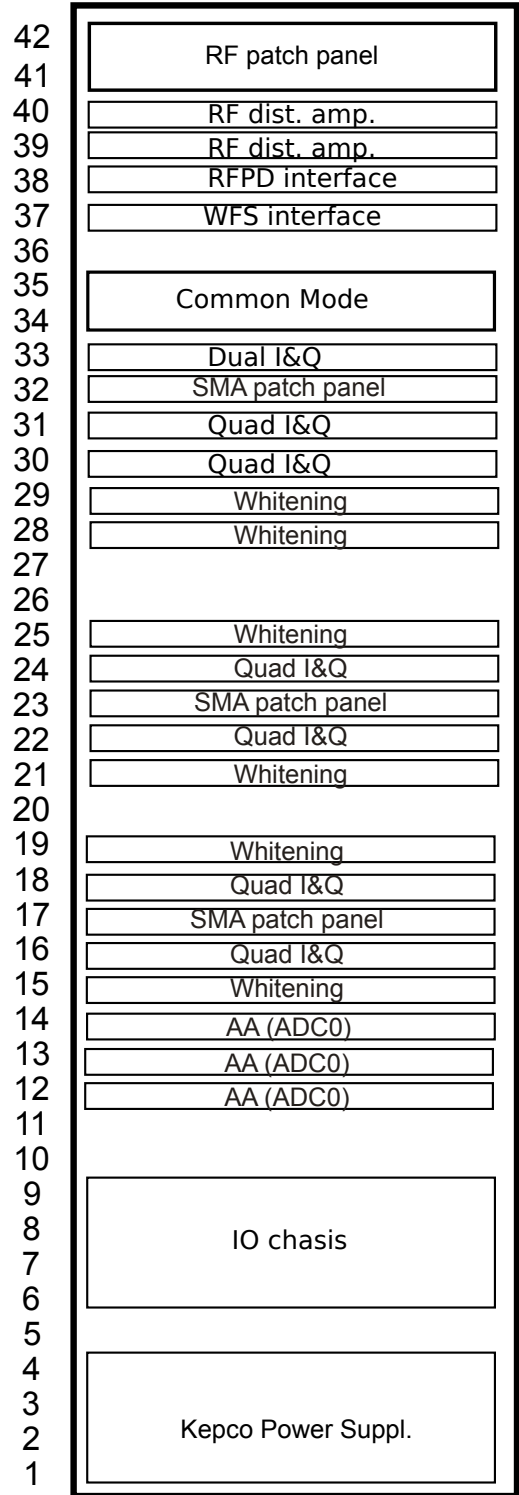 42
RF patch panel
41
40 RF dist. amp.
39 RF dist. amp.
38 RFPD interface
37 WFS interface
36
35
Common Mode
34
33 Dual I&Q
32 SMA patch panel
31 Quad I&Q
30 Quad I&Q
29 Whitening
28 Whitening
27
26
25 Whitening
24 Quad I&Q
23 SMA patch panel
22 Quad I&Q
21 Whitening
20
19 Whitening
18 Quad I&Q
17 SMA patch panel
16 Quad I&Q
15 Whitening
14 AA (ADC0)
13 AA (ADC0)
12 AA (ADC0)
11
10
9
8 IO chasis
7
6
5
4
3
2 Kepco Power Suppl.
1